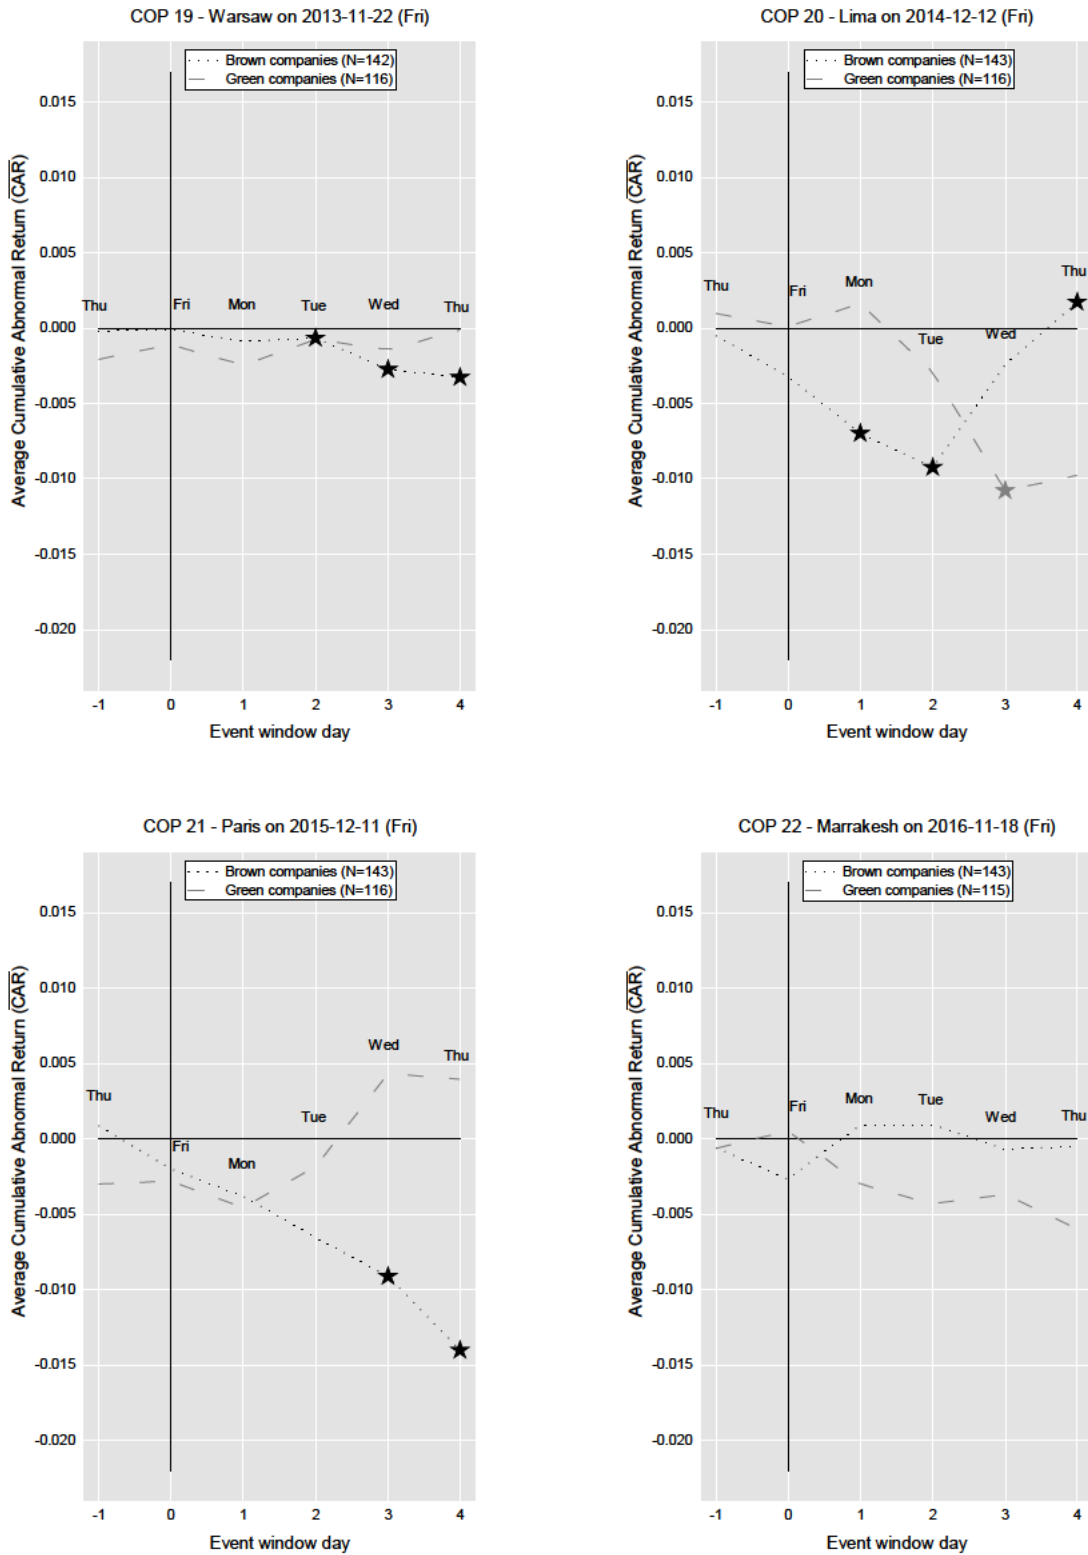 COP 19 - Warsaw on 2013-11-22 (Fri)
Brown companies (N=142)
Green companies (N=116)
Average Cumulative Abnormal Return (CAR)
0.015
0.010
0.005
0.000
-0.005
-0.010
-0.015
-0.020
Thu
Fri
Mon
Tue
Wed
Thu
-1 0 1 2 3 4
Event window day
COP 20 - Lima on 2014-12-12 (Fri)
Brown companies (N=143)
Green companies (N=116)
Average Cumulative Abnormal Return (CAR)
0.015
0.010
0.005
0.000
-0.005
-0.010
-0.015
-0.020
Thu
Fri
Mon
Tue
Wed
Thu
-1 0 1 2 3 4
Event window day
COP 21 - Paris on 2015-12-11 (Fri)
Brown companies (N=143)
Green companies (N=116)
Average Cumulative Abnormal Return (CAR)
0.015
0.010
0.005
0.000
-0.005
-0.010
-0.015
-0.020
Thu
Fri
Mon
Tue
Wed
Thu
-1 0 1 2 3 4
Event window day
COP 22 - Marrakesh on 2016-11-18 (Fri)
Brown companies (N=143)
Green companies (N=115)
Average Cumulative Abnormal Return (CAR)
0.015
0.010
0.005
0.000
-0.005
-0.010
-0.015
-0.020
Thu
Fri
Mon
Tue
Wed
Thu
-1 0 1 2 3 4
Event window day